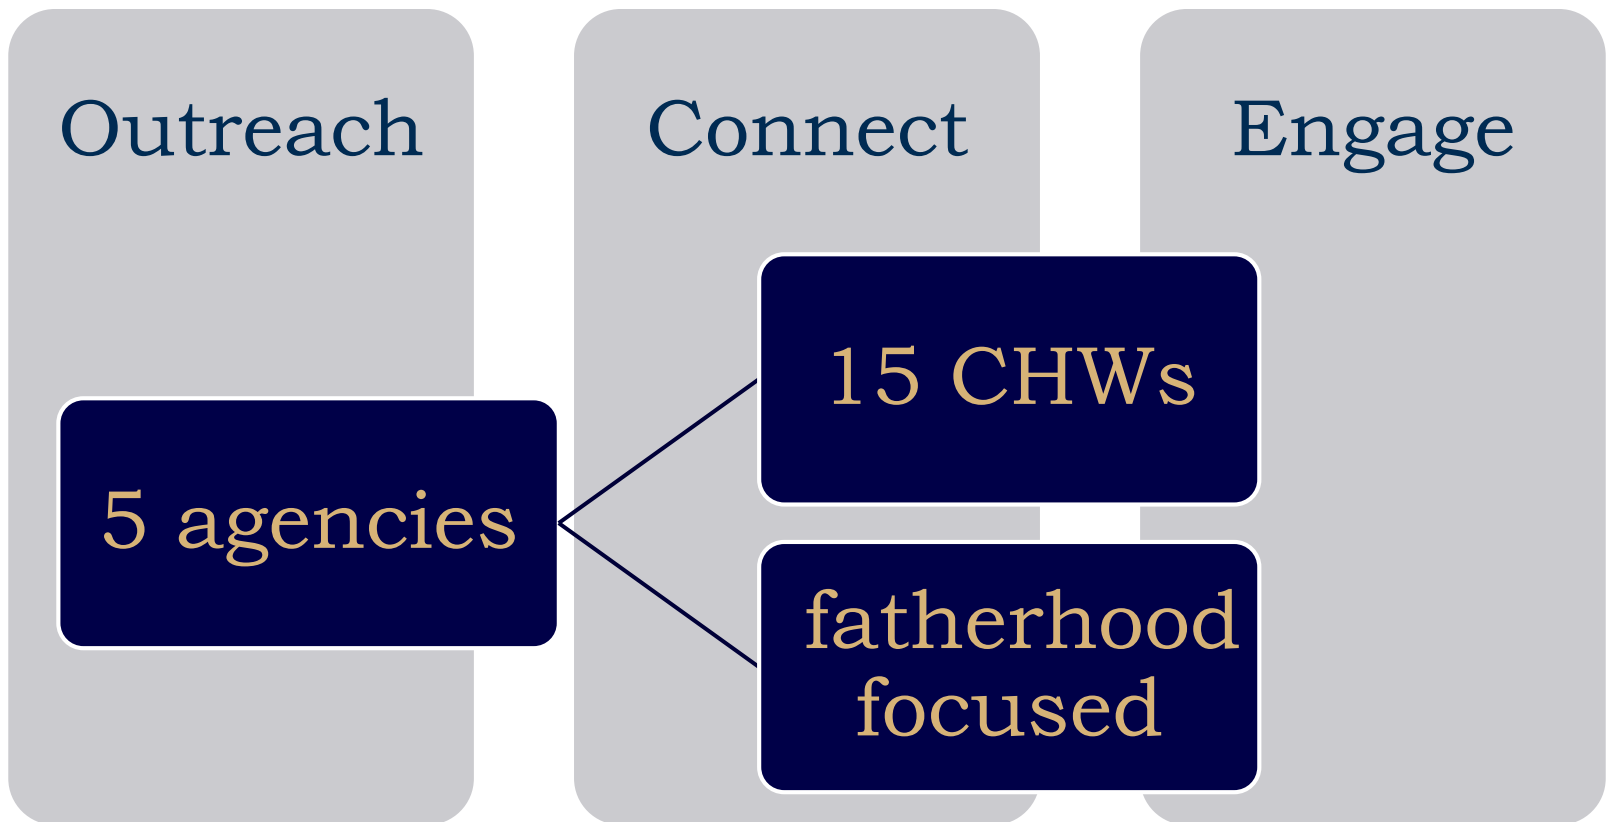 Outreach
Connect
Engage
5 agencies
15 CHWs
fatherhood
focused